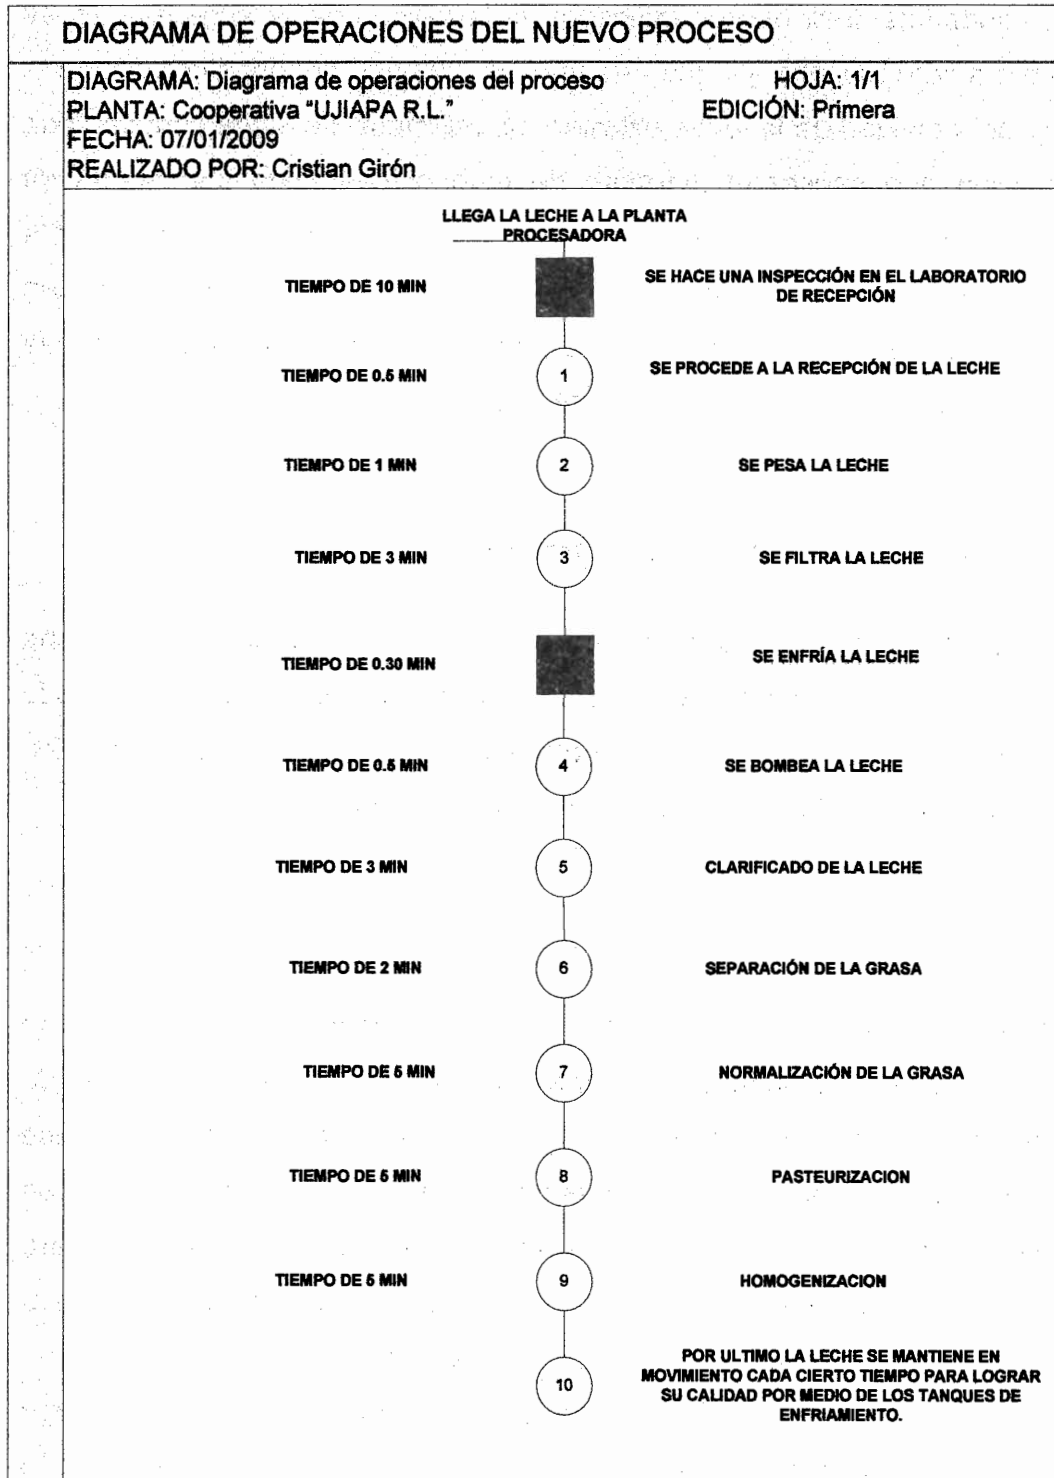 DIAGRAMA DE OPERACIONES DEL NUEVO PROCESO
DIAGRAMA: Diagrama de operaciones del proceso HOJA: 1/1
PLANTA: Cooperativa "UJIAPA R.L." EDICIÓN: Primera
FECHA: 07/01/2009
REALIZADO POR: Cristian Girón
LLEGA LA LECHE A LA PLANTA
PROCESADORA
TIEMPO DE 10 MIN
SE HACE UNA INSPECCIÓN EN EL LABORATORIO
DE RECEPCIÓN
TIEMPO DE 0.5 MIN
1
SE PROCEDE A LA RECEPCIÓN DE LA LECHE
TIEMPO DE 1 MIN
2
SE PESA LA LECHE
TIEMPO DE 3 MIN
3
SE FILTRA LA LECHE
TIEMPO DE 0.30 MIN
SE ENFRÍA LA LECHE
TIEMPO DE 0.5 MIN
4
SE BOMBEA LA LECHE
TIEMPO DE 3 MIN
5
CLARIFICADO DE LA LECHE
TIEMPO DE 2 MIN
6
SEPARACIÓN DE LA GRASA
TIEMPO DE 5 MIN
7
NORMALIZACIÓN DE LA GRASA
TIEMPO DE 5 MIN
8
PASTEURIZACION
TIEMPO DE 5 MIN
9
HOMOGENIZACION
10
POR ULTIMO LA LECHE SE MANTIENE EN
MOVIMIENTO CADA CIERTO TIEMPO PARA LOGRAR
SU CALIDAD POR MEDIO DE LOS TANQUES DE
ENFRIAMIENTO.